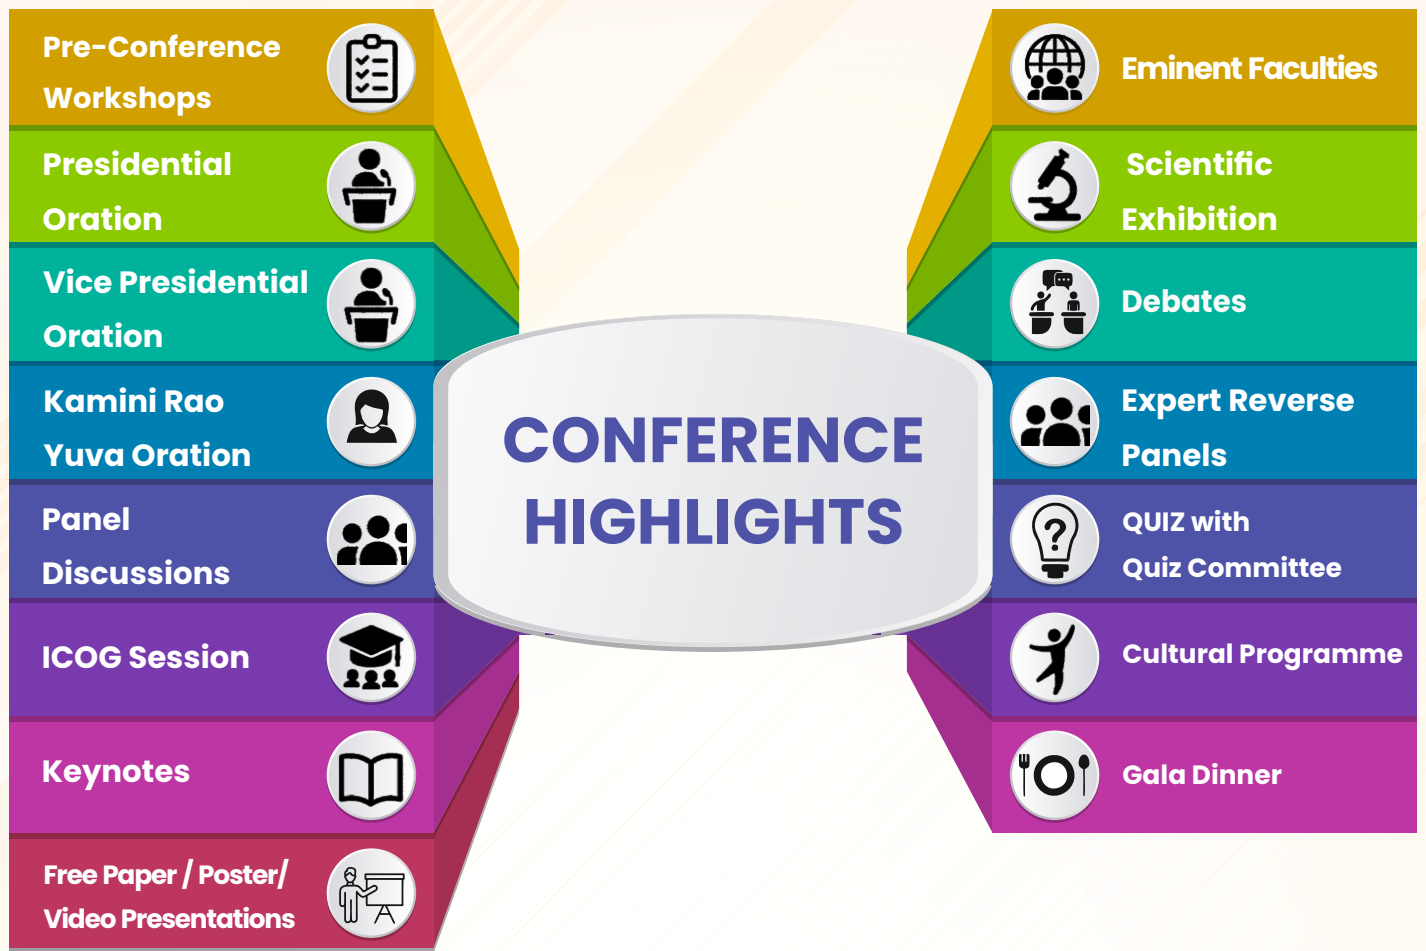 Pre-Conference
Workshops
Presidential
Oration
Vice Presidential
Oration
Kamini Rao
Yuva Oration
Panel
Discussions
ICOG Session
Keynotes
Free Paper / Poster/
Video Presentations
CONFERENCE
HIGHLIGHTS
Eminent Faculties
Scientific
Exhibition
Debates
Expert Reverse
Panels
QUIZ with
Quiz Committee
Cultural Programme
Gala Dinner